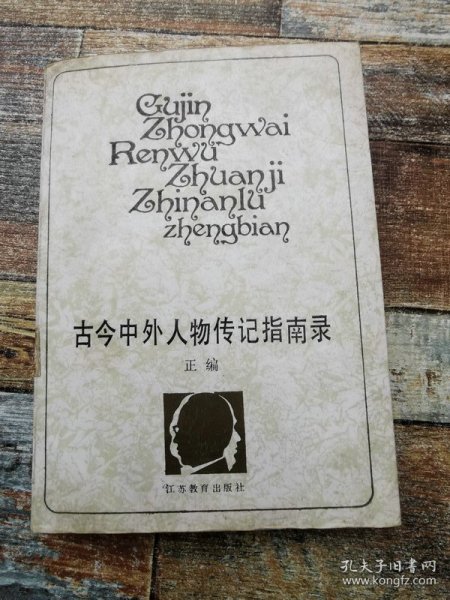 Gujin
Zhongwai
Renwu
Zhuanji
Zhinanlu
zhengbian
古今中外人物传记指南录
正编
江苏教育出版社
孔夫子旧书网
www.kongfz.com